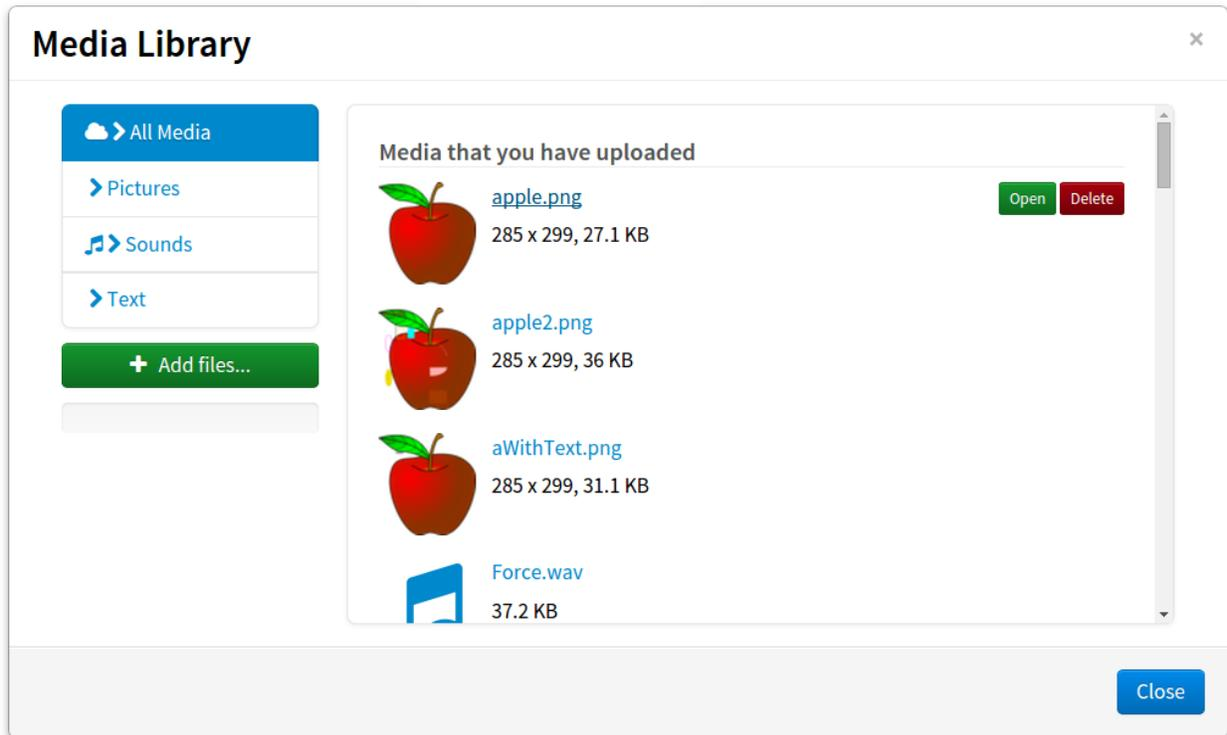 Media Library
×
All Media
Pictures
Sounds
Text
Add files...
Media that you have uploaded
apple.png
Open Delete
285 x 299, 27.1 KB
apple2.png
285 x 299, 36 KB
aWithText.png
285 x 299, 31.1 KB
Force.wav
37.2 KB
Close